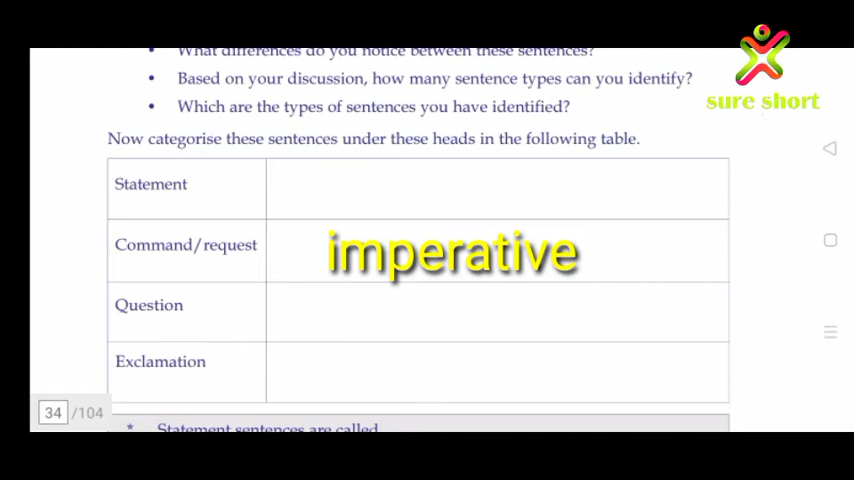 • What differences do you notice between these sentences?
• Based on your discussion, how many sentence types can you identify?
• Which are the types of sentences you have identified?
sure short
Now categorise these sentences under these heads in the following table.
Statement
Command/request
imperative
Question
Exclamation
34 /104
* Statement sentences are called